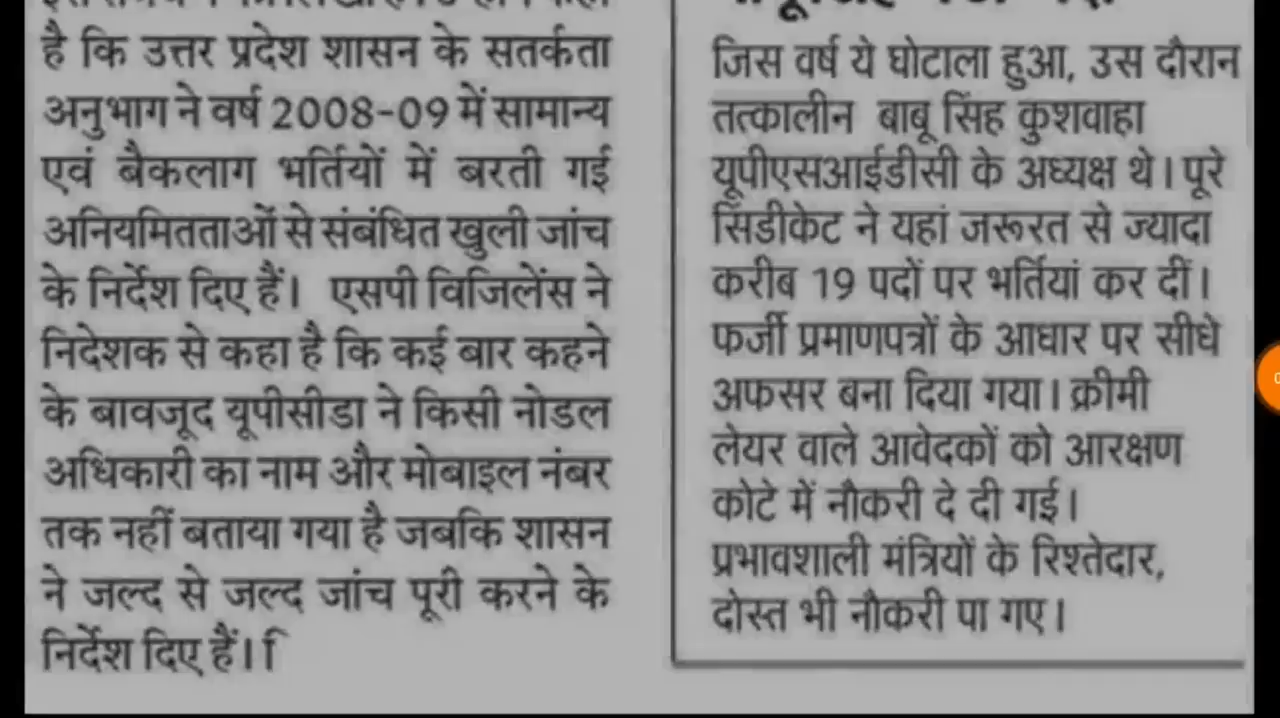 है कि उत्तर प्रदेश शासन के सतर्कता
अनुभाग ने वर्ष 2008-09 में सामान्य
एवं बैकलाग भर्तियों में बरती गई
अनियमितताओं से संबंधित खुली जांच
के निर्देश दिए हैं। एसपी विजिलेंस ने
निदेशक से कहा है कि कई बार कहने
के बावजूद यूपीसीडा ने किसी नोडल
अधिकारी का नाम और मोबाइल नंबर
तक नहीं बताया गया है जबकि शासन
ने जल्द से जल्द जांच पूरी करने के
निर्देश दिए हैं। ि
जिस वर्ष ये घोटाला हुआ, उस दौरान
तत्कालीन बाबू सिंह कुशवाहा
यूपीएसआईडीसी के अध्यक्ष थे। पूरे
सिंडीकेट ने यहां जरूरत से ज्यादा
करीब 19 पदों पर भर्तियां कर दीं।
फर्जी प्रमाणपत्रों के आधार पर सीधे
अफसर बना दिया गया। क्रीमी
लेयर वाले आवेदकों को आरक्षण
कोटे में नौकरी दे दी गई।
प्रभावशाली मंत्रियों के रिश्तेदार,
दोस्त भी नौकरी पा गए।